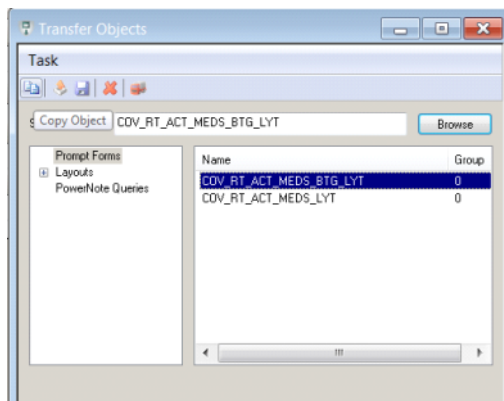 Transfer Objects
Task
Copy Object COV_RT_ACT_MEDS_BTG_LYT Browse
Prompt Forms
Layouts
PowerNote Queries
Name Group
COV_RT_ACT_MEDS_BTG_LYT 0
COV_RT_ACT_MEDS_LYT 0